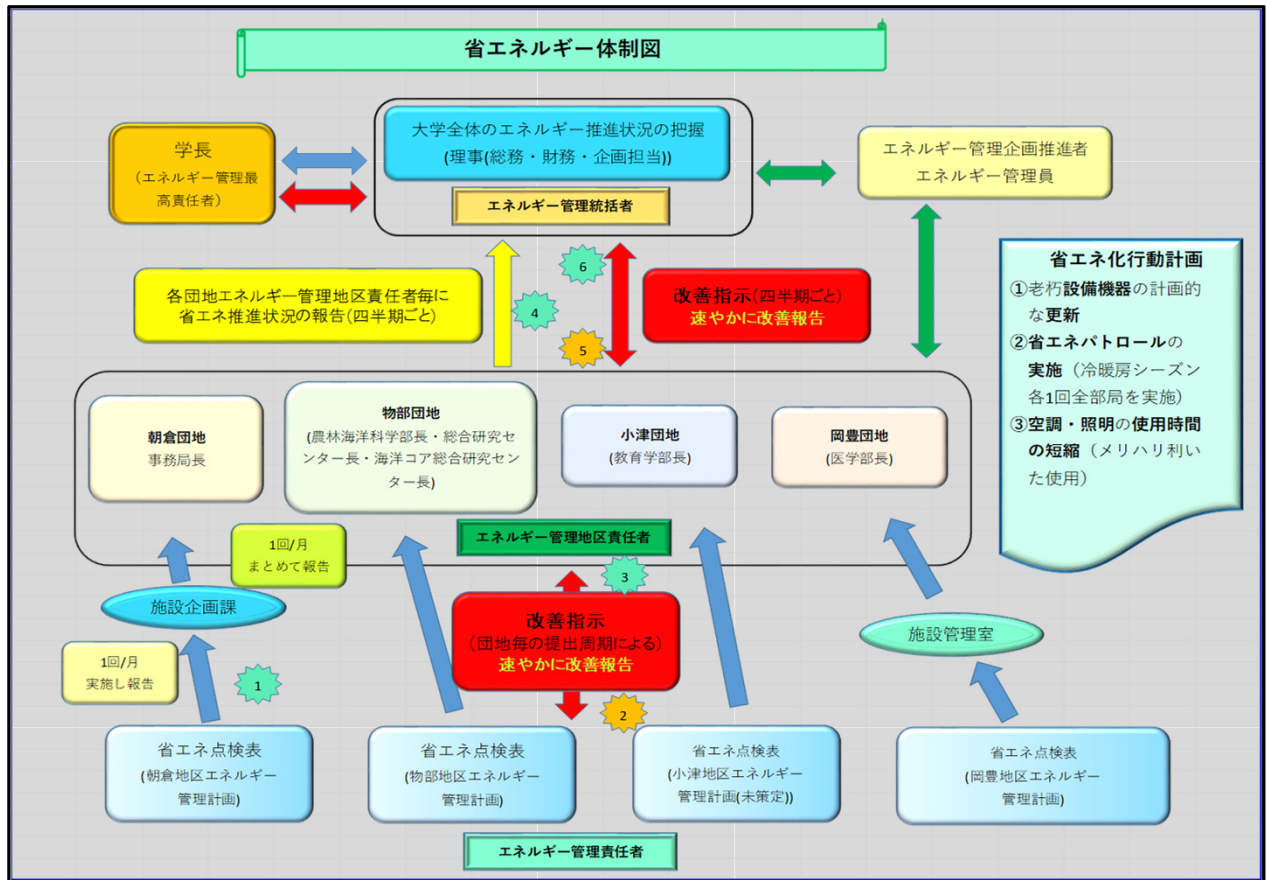 省エネルギー体制図
大学全体のエネルギー推進状況の把握
(理事(総務・財務・企画担当))
エネルギー管理統括者
学長
（エネルギー管理最
高責任者）
エネルギー管理企画推進者
エネルギー管理員
各団地エネルギー管理地区責任者毎に
省エネ推進状況の報告(四半期ごと)
4
6
5
改善指示(四半期ごと)
速やかに改善報告
省エネ化行動計画
①老朽設備機器の計画的
な更新
②省エネパトロールの
実施（冷暖房シーズン
各1回全部局を実施）
③空調・照明の使用時間
の短縮（メリハリ利い
た使用）
朝倉団地
事務局長
物部団地
(農林海洋科学部長・総合研究セ
ンター長・海洋コア総合研究セン
ター長)
小津団地
(教育学部長)
岡豊団地
(医学部長)
エネルギー管理地区責任者
1回/月
まとめて報告
施設企画課
3
改善指示
(団地毎の提出周期による)
速やかに改善報告
2
施設管理室
1回/月
実施し報告
1
省エネ点検表
(朝倉地区エネルギー
管理計画)
省エネ点検表
(物部地区エネルギー
管理計画)
省エネ点検表
(小津地区エネルギー
管理計画(未策定))
省エネ点検表
(岡豊地区エネルギー
管理計画)
エネルギー管理責任者